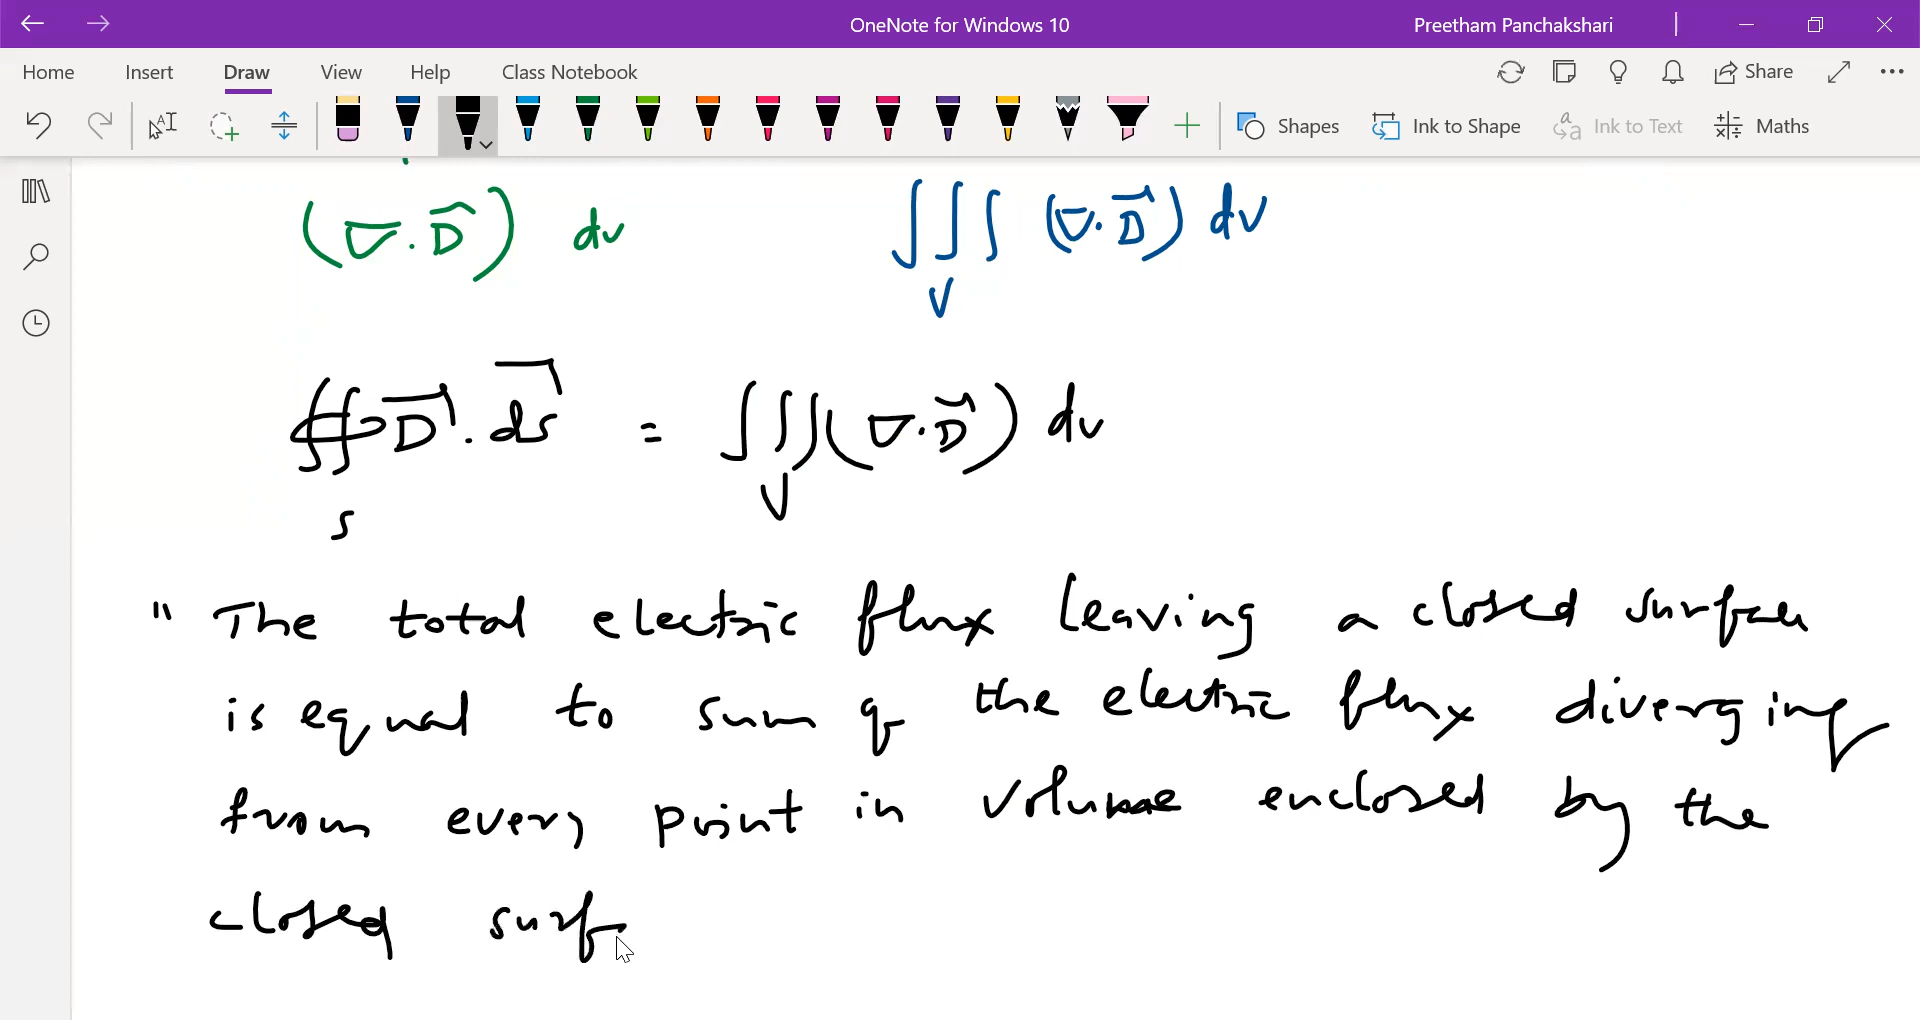 OneNote for Windows 10
Preetham Panchakshari
Home Insert Draw View Help Class Notebook Share
Shapes Ink to Shape Ink to Text Maths
(∇.D⃗) dv ∭ (∇.D⃗) dv
V
∯ D⃗ . ds⃗ = ∭ (∇.D⃗) dv
S V
" The total electric flux leaving a closed surface
is equal to sum of the electric flux diverging
from every point in volume enclosed by the
closed surf